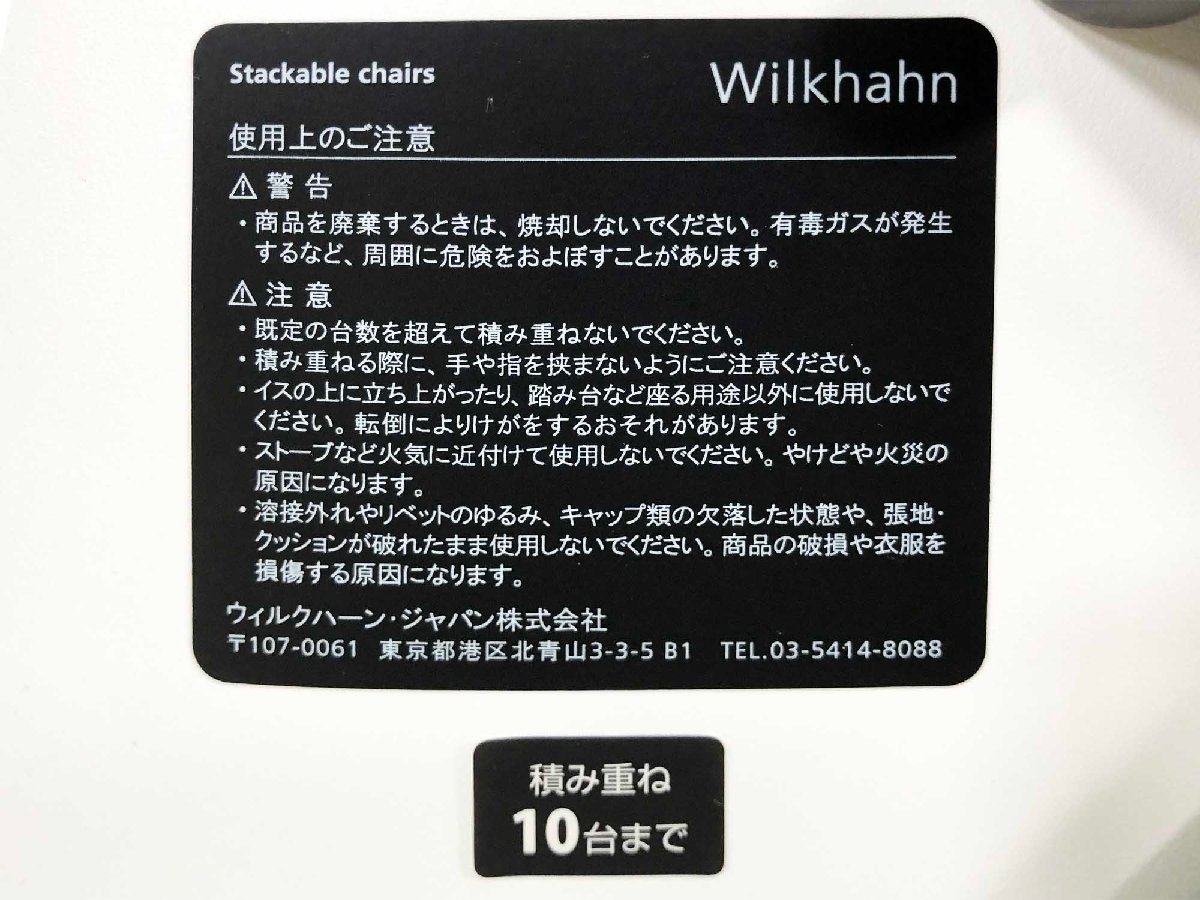 Stackable chairs
Wilkhahn
使用上のご注意
⚠ 警 告
・商品を廃棄するときは、焼却しないでください。有毒ガスが発生
するなど、周囲に危険をおよぼすことがあります。
⚠ 注 意
・既定の台数を超えて積み重ねないでください。
・積み重ねる際に、手や指を挟まないようにご注意ください。
・イスの上に立ち上がったり、踏み台など座る用途以外に使用しないで
ください。転倒によりけがをするおそれがあります。
・ストーブなど火気に近付けて使用しないでください。やけどや火災の
原因になります。
・溶接外れやリベットのゆるみ、キャップ類の欠落した状態や、張地・
クッションが破れたまま使用しないでください。商品の破損や衣服を
損傷する原因になります。
ウィルクハーン・ジャパン株式会社
〒107-0061 東京都港区北青山3-3-5 B1 TEL.03-5414-8088
積み重ね
10台まで